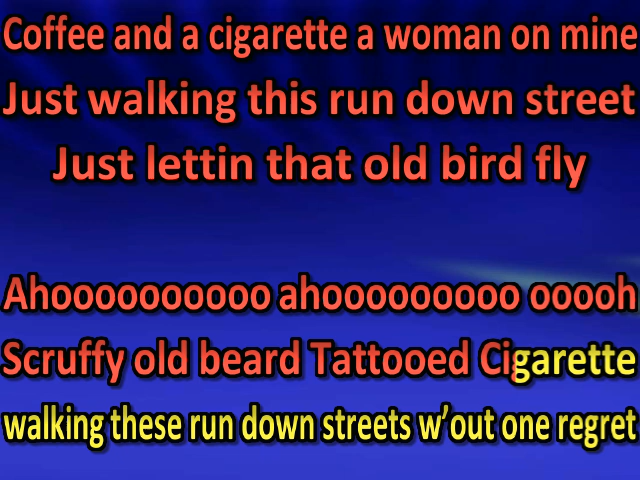 Coffee and a cigarette a woman on mine
Just walking this run down street
Just lettin that old bird fly
Ahoooooooooo ahooooooooo ooooh
Scruffy old beard Tattooed Cigarette
walking these run down streets w'out one regret